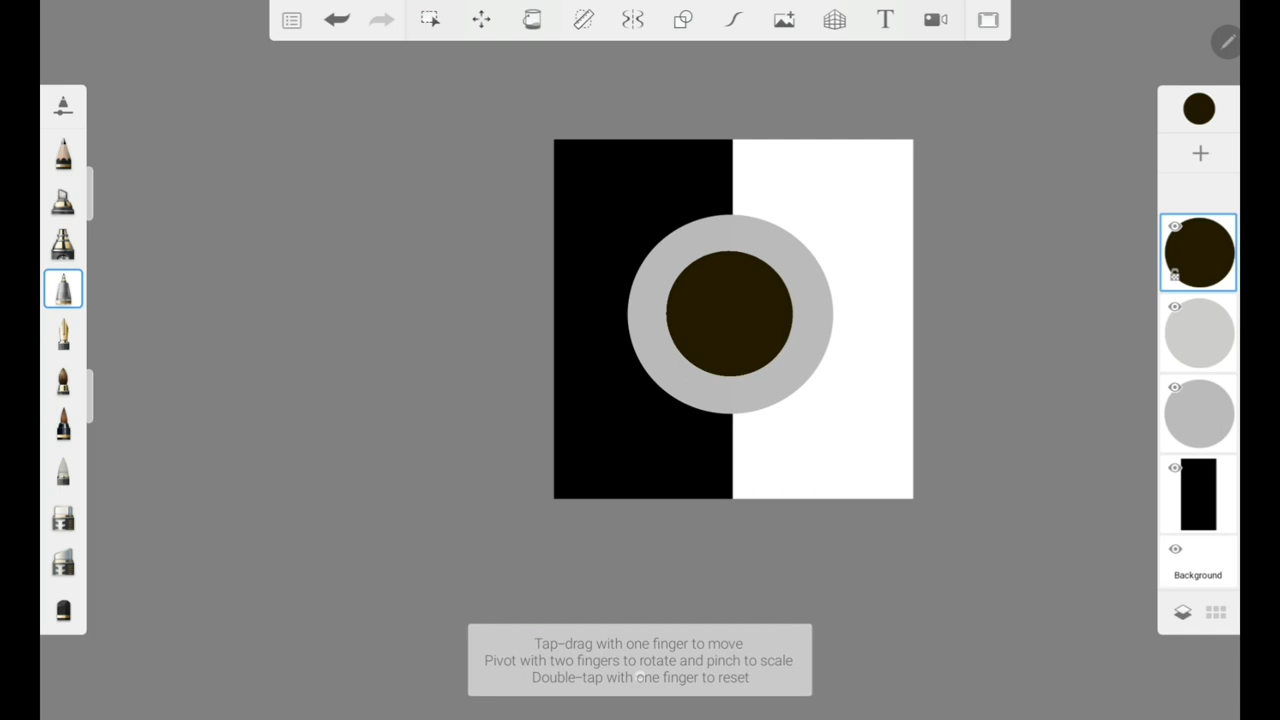 Background
Tap-drag with one finger to move
Pivot with two fingers to rotate and pinch to scale
Double-tap with one finger to reset